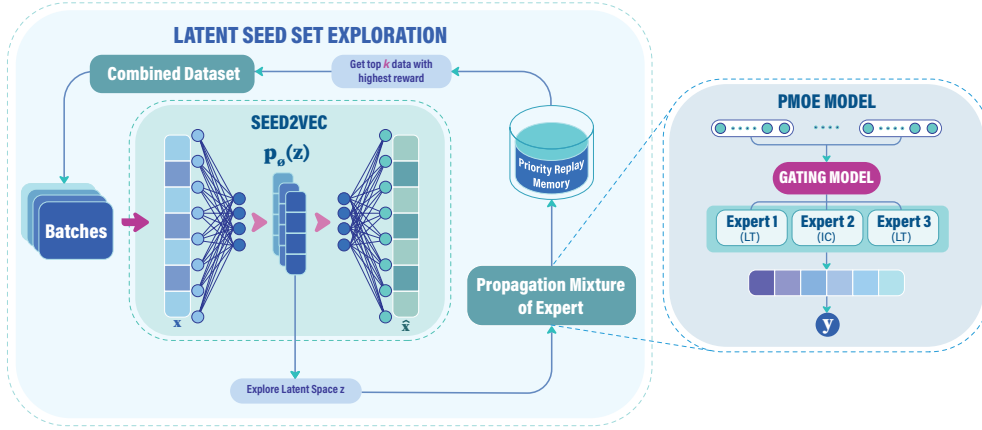 LATENT SEED SET EXPLORATION
Combined Dataset
Get top k data with
highest reward
SEED2VEC
pø(z)
Batches
x
x̂
Explore Latent Space z
Priority Replay
Memory
Propagation Mixture
of Expert
PMOE MODEL
GATING MODEL
Expert 1
(LT)
Expert 2
(IC)
Expert 3
(LT)
y